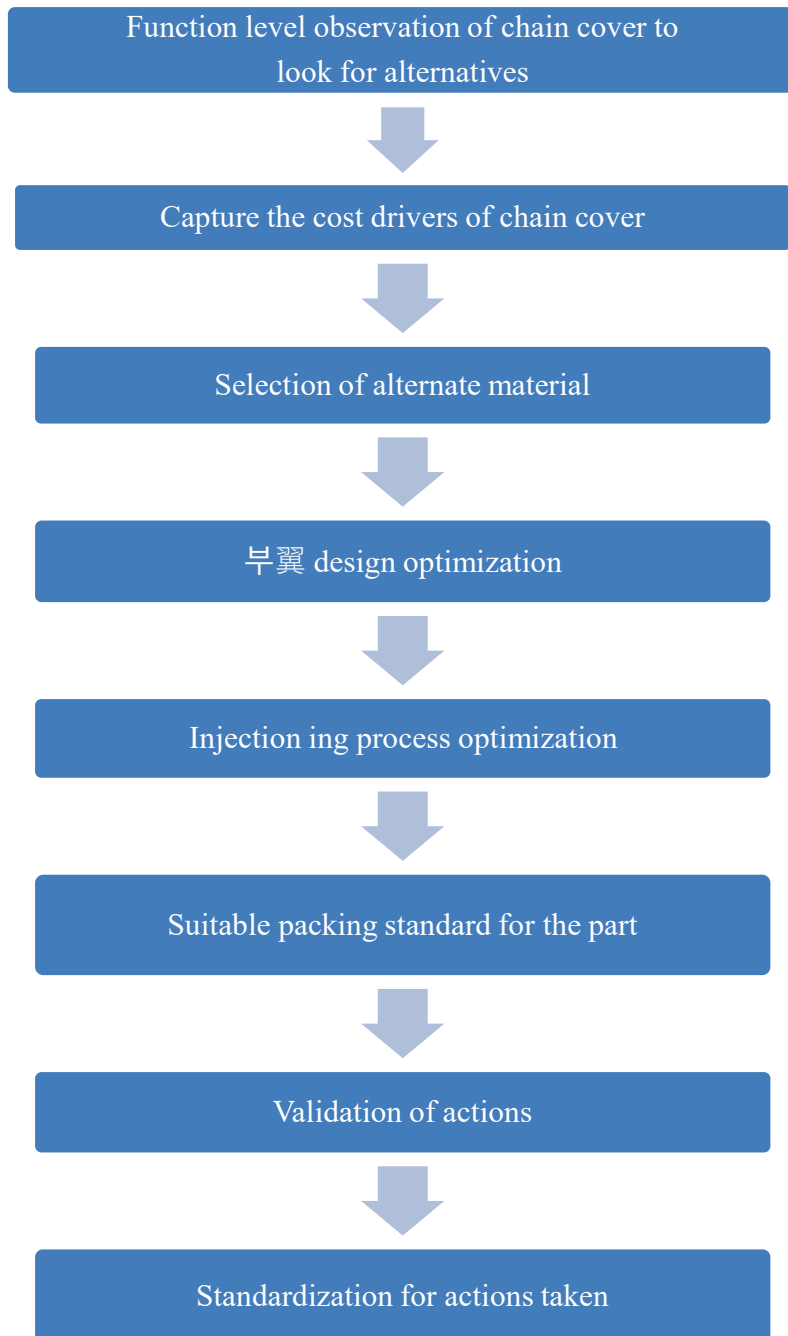 Function level observation of chain cover to
look for alternatives
Capture the cost drivers of chain cover
Selection of alternate material
부翼 design optimization
Injection ing process optimization
Suitable packing standard for the part
Validation of actions
Standardization for actions taken